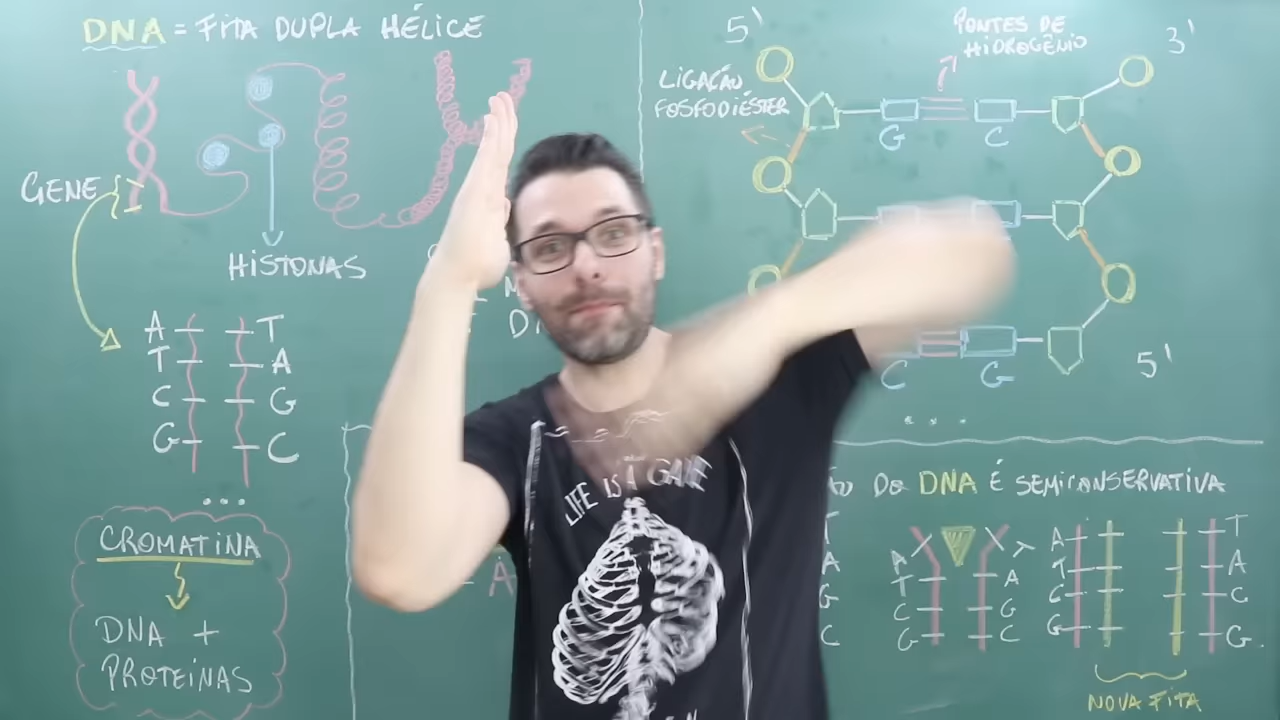 DNA = FITA DUPLA HÉLICE
GENE
HISTONAS
A T
T A
C G
G C
...
CROMATINA
DNA +
PROTEÍNAS
5' 3'
PONTES DE
HIDROGÊNIO
LIGAÇÃO
FOSFODIÉSTER
G C
C G
5'
...
DO DNA É SEMICONSERVATIVA
T
A
G
C
A T
T A
C G
G C
A T
T A
C C
G G
NOVA FITA
LIFE IS A GAME